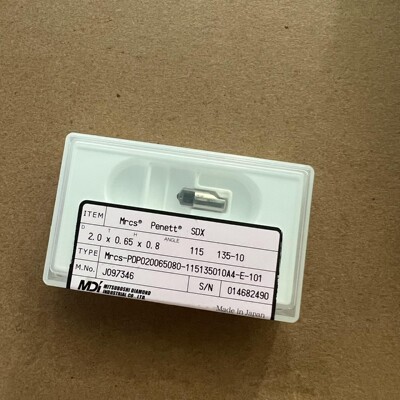 ITEM Mrcs® Penett® SDX
D T H ANGLE
2.0 x 0.65 x 0.8 115 135-10
TYPE Mrcs-PDP020065080-115135010A4-E-101
M.No. J097346 S/N 014682490
MDi MITSUBOSHI DIAMOND
INDUSTRIAL CO., LTD.
Made in Japan